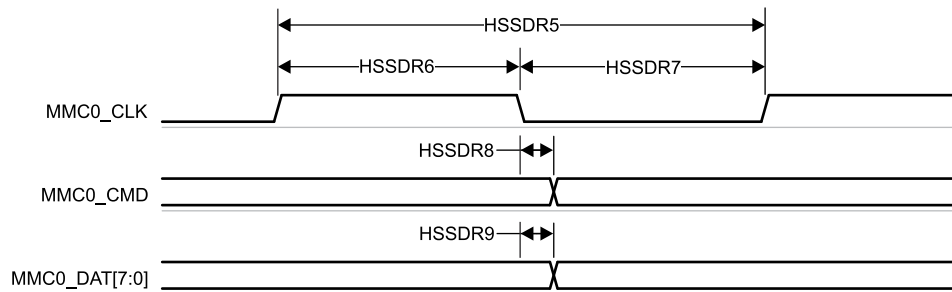 HSSDR5
HSSDR6 HSSDR7
MMC0_CLK
HSSDR8
MMC0_CMD
HSSDR9
MMC0_DAT[7:0]